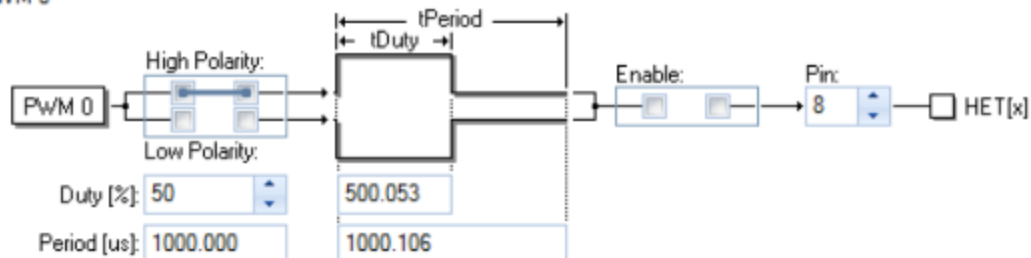 tPeriod
tDuty
High Polarity:
Enable:
Pin:
PWM 0
8
HET[x]
Low Polarity:
Duty [%]: 50 500.053
Period [us]: 1000.000 1000.106